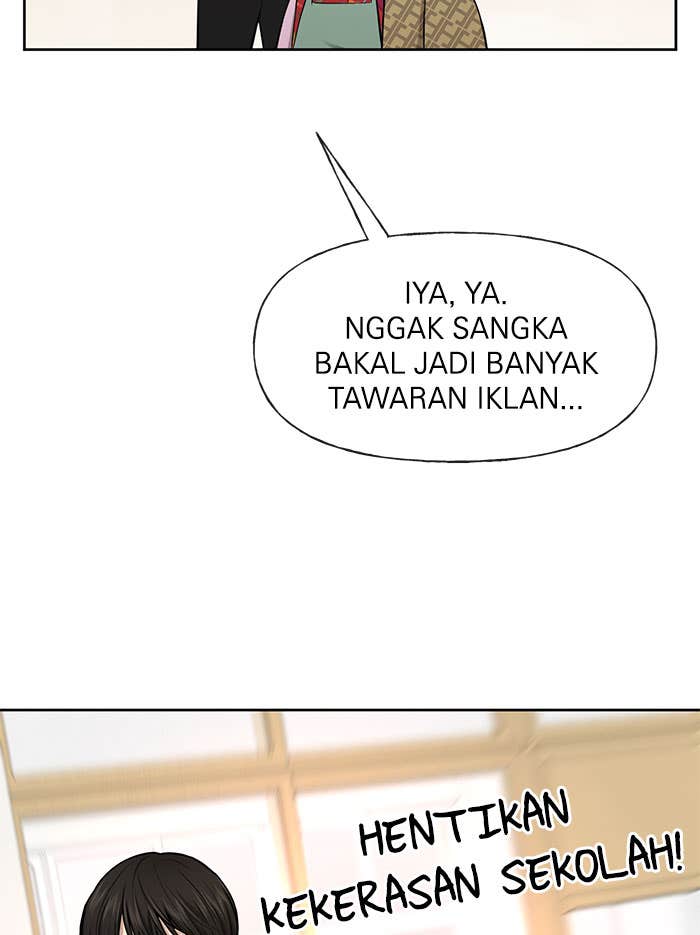 IYA, YA.
NGGAK SANGKA
BAKAL JADI BANYAK
TAWARAN IKLAN...
HENTIKAN
KEKERASAN SEKOLAH!